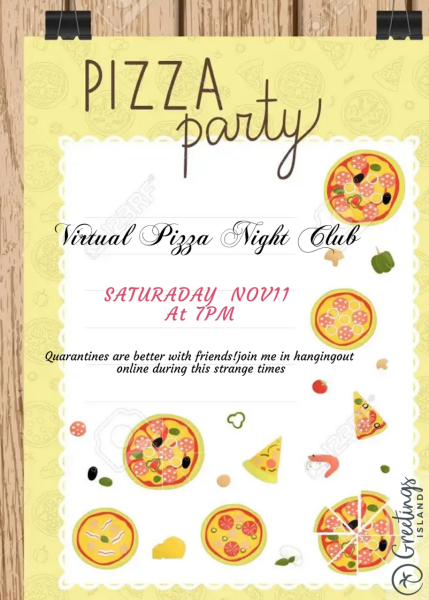 PIZZA
party
Virtual Pizza Night Club
SATURADAY NOV11
At 7PM
Quarantines are better with friends!join me in hangingout
online during this strange times
Greetings
ISLAND